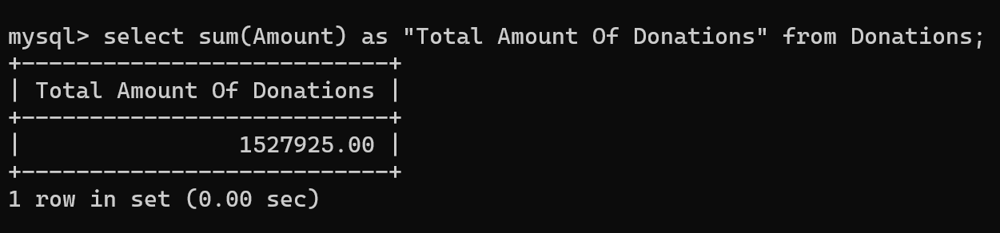 mysql> select sum(Amount) as "Total Amount Of Donations" from Donations;
+---------------------------+
| Total Amount Of Donations |
+---------------------------+
|                1527925.00 |
+---------------------------+
1 row in set (0.00 sec)